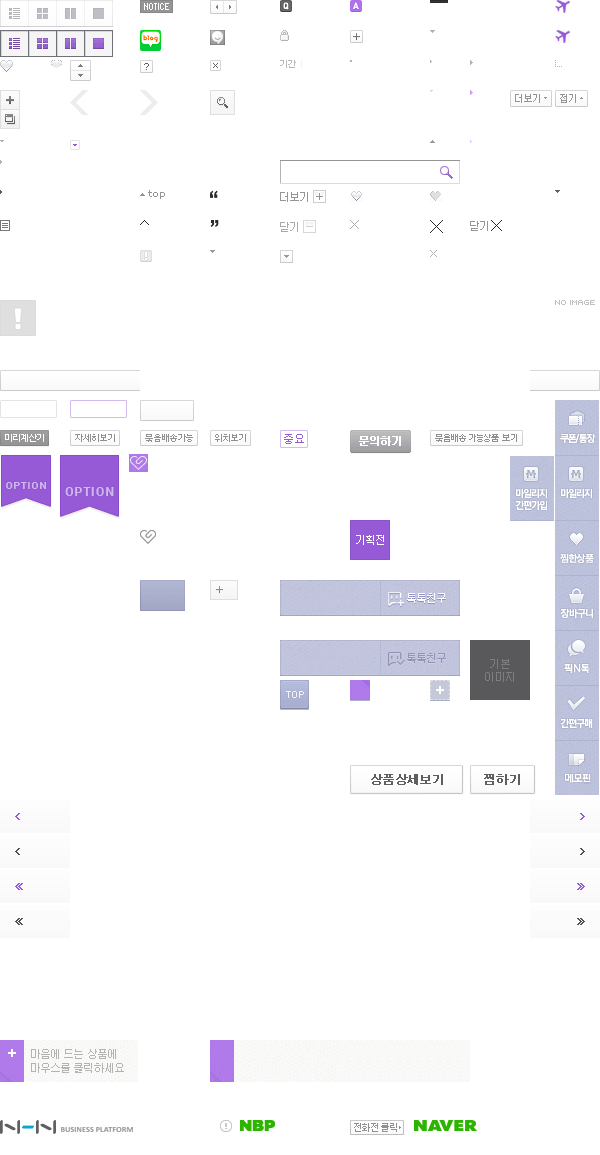 NOTICE
Q
A
blog
?
기간
i...
더보기
접기
top
더보기
닫기
닫기
NO IMAGE
미리계산기
자세히보기
묶음배송가능
위치보기
중요
문의하기
묶음배송 가능상품 보기
쿠폰/통장
OPTION
OPTION
마일리지
간편가입
마일리지
기획전
찜한상품
톡톡친구
장바구니
톡톡친구
기본
이미지
픽N톡
TOP
간편구매
상품상세보기
찜하기
메모핀
마음에 드는 상품에
마우스를 클릭하세요
NHN BUSINESS PLATFORM
NBP
전화전 클릭
NAVER